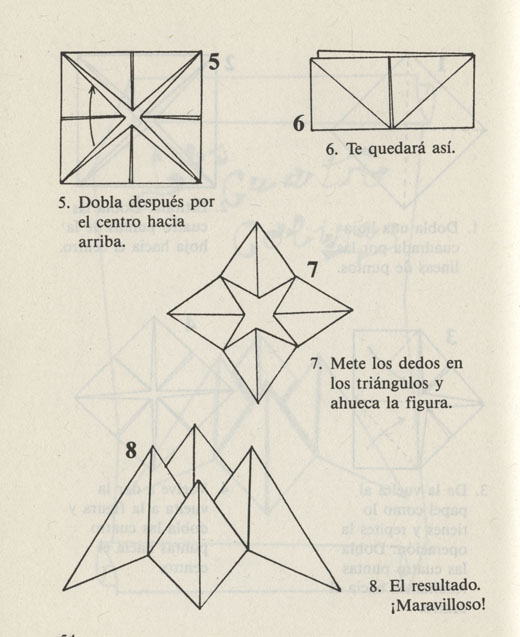 5
6
6. Te quedará así.
5. Dobla después por
el centro hacia
arriba.
7
7. Mete los dedos en
los triángulos y
ahueca la figura.
8
8. El resultado.
¡Maravilloso!